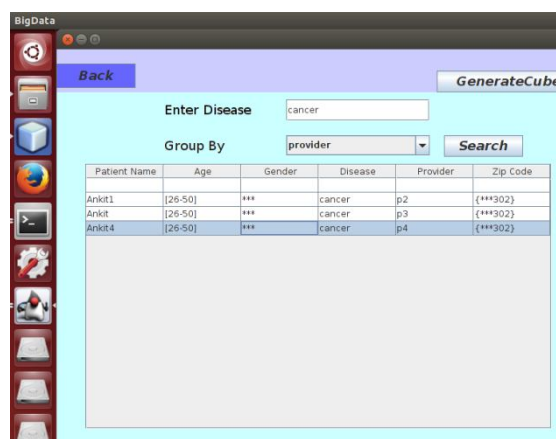 BigData
Back
GenerateCube
Enter Disease cancer
Group By provider Search
Patient Name Age Gender Disease Provider Zip Code
Ankit1 [26-50] *** cancer p2 {***302}
Ankit [26-50] *** cancer p3 {***302}
Ankit4 [26-50] *** cancer p4 {***302}